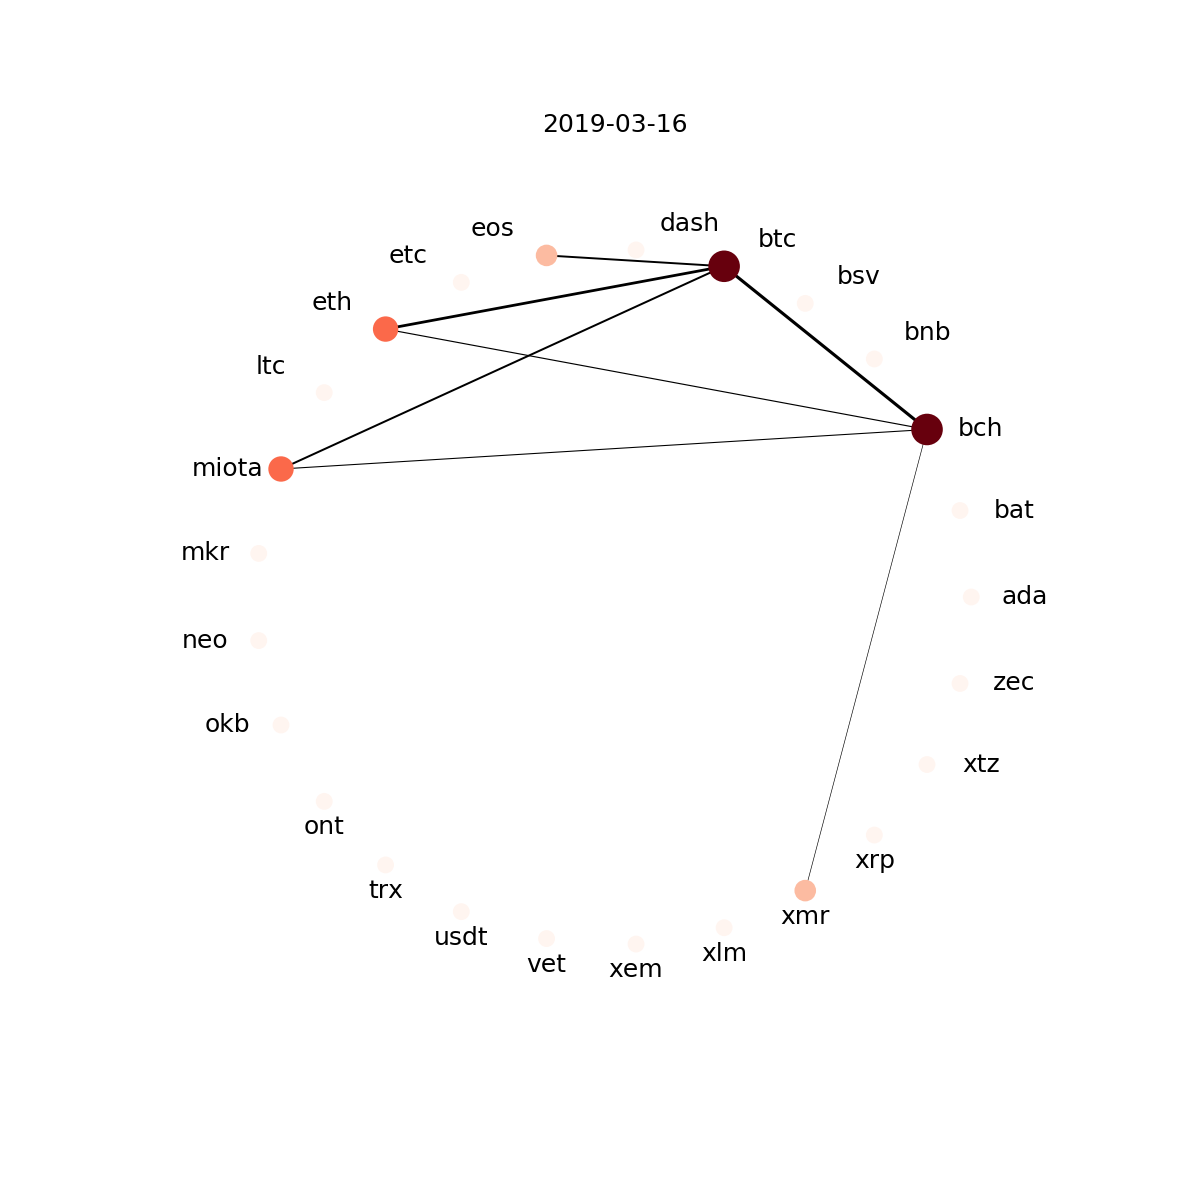 2019-03-16
dash
eos
btc
etc
bsv
eth
bnb
ltc
bch
miota
bat
mkr
ada
neo
zec
okb
xtz
ont
xrp
trx
xmr
usdt
xlm
vet
xem